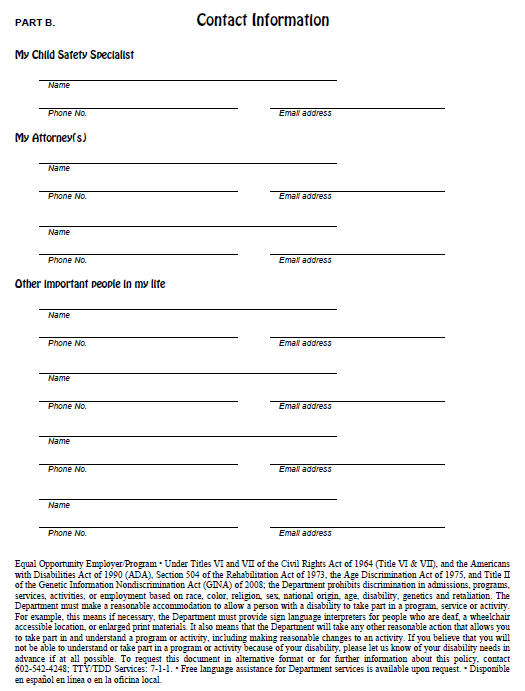 PART B.
Contact Information
My Child Safety Specialist
Name
Phone No. Email address
My Attorney(s)
Name
Phone No. Email address
Name
Phone No. Email address
Other important people in my life
Name
Phone No. Email address
Name
Phone No. Email address
Name
Phone No. Email address
Name
Phone No. Email address
Equal Opportunity Employer/Program • Under Titles VI and VII of the Civil Rights Act of 1964 (Title VI & VII), and the Americans
with Disabilities Act of 1990 (ADA), Section 504 of the Rehabilitation Act of 1973, the Age Discrimination Act of 1975, and Title II
of the Genetic Information Nondiscrimination Act (GINA) of 2008; the Department prohibits discrimination in admissions, programs,
services, activities, or employment based on race, color, religion, sex, national origin, age, disability, genetics and retaliation. The
Department must make a reasonable accommodation to allow a person with a disability to take part in a program, service or activity.
For example, this means if necessary, the Department must provide sign language interpreters for people who are deaf, a wheelchair
accessible location, or enlarged print materials. It also means that the Department will take any other reasonable action that allows you
to take part in and understand a program or activity, including making reasonable changes to an activity. If you believe that you will
not be able to understand or take part in a program or activity because of your disability, please let us know of your disability needs in
advance if at all possible. To request this document in alternative format or for further information about this policy, contact
602-542-4248; TTY/TDD Services: 7-1-1. • Free language assistance for Department services is available upon request. • Disponible
en español en línea o en la oficina local.